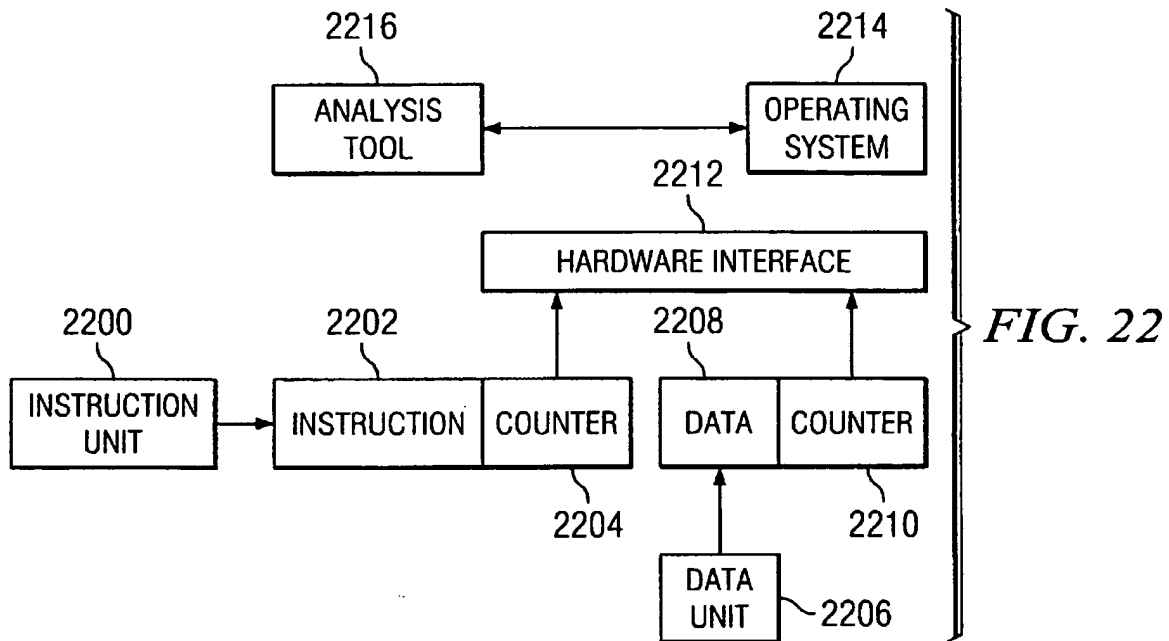 2216
2214
ANALYSIS
TOOL
OPERATING
SYSTEM
2212
HARDWARE INTERFACE
2200
2202
2208
FIG. 22
INSTRUCTION
UNIT
INSTRUCTION
COUNTER
DATA
COUNTER
2204
2210
DATA
UNIT
2206